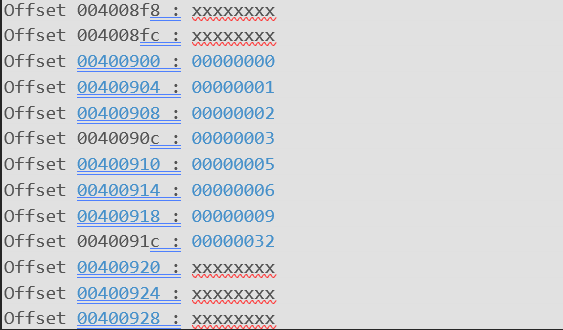 Offset 004008f8 : xxxxxxxx
Offset 004008fc : xxxxxxxx
Offset 00400900 : 00000000
Offset 00400904 : 00000001
Offset 00400908 : 00000002
Offset 0040090c : 00000003
Offset 00400910 : 00000005
Offset 00400914 : 00000006
Offset 00400918 : 00000009
Offset 0040091c : 00000032
Offset 00400920 : xxxxxxxx
Offset 00400924 : xxxxxxxx
Offset 00400928 : xxxxxxxx